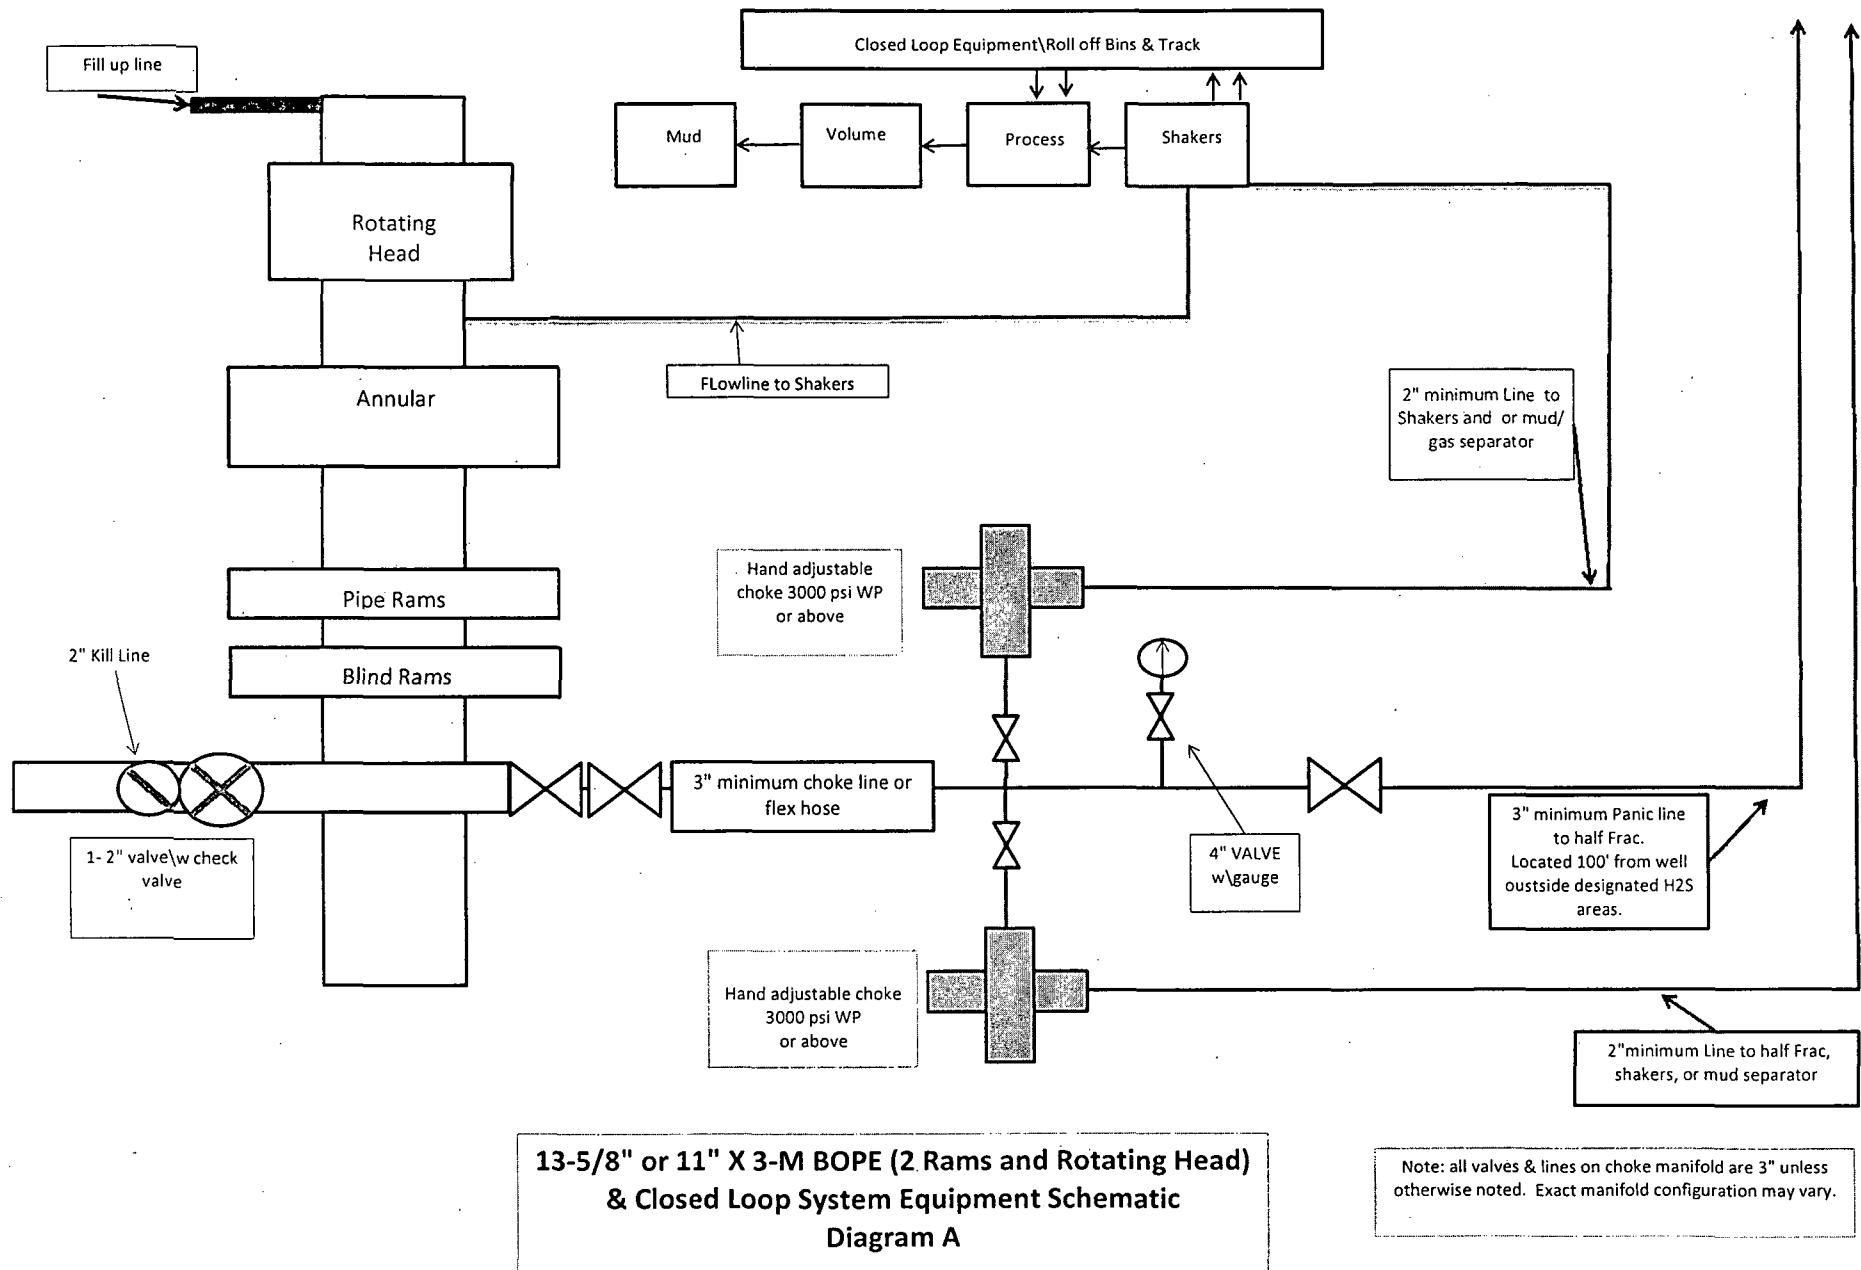 Closed Loop Equipment\Roll off Bins & Track
Fill up line
Mud
Volume
Process
Shakers
Rotating
Head
FLowline to Shakers
Annular
2" minimum Line to
Shakers and or mud/
gas separator
Hand adjustable
choke 3000 psi WP
or above
Pipe Rams
2" Kill Line
Blind Rams
3" minimum choke line or
flex hose
1- 2" valve\w check
valve
4" VALVE
w\gauge
3" minimum Panic line
to half Frac.
Located 100' from well
oustside designated H2S
areas.
Hand adjustable choke
3000 psi WP
or above
2"minimum Line to half Frac,
shakers, or mud separator
13-5/8" or 11" X 3-M BOPE (2 Rams and Rotating Head)
& Closed Loop System Equipment Schematic
Diagram A
Note: all valves & lines on choke manifold are 3" unless
otherwise noted. Exact manifold configuration may vary.